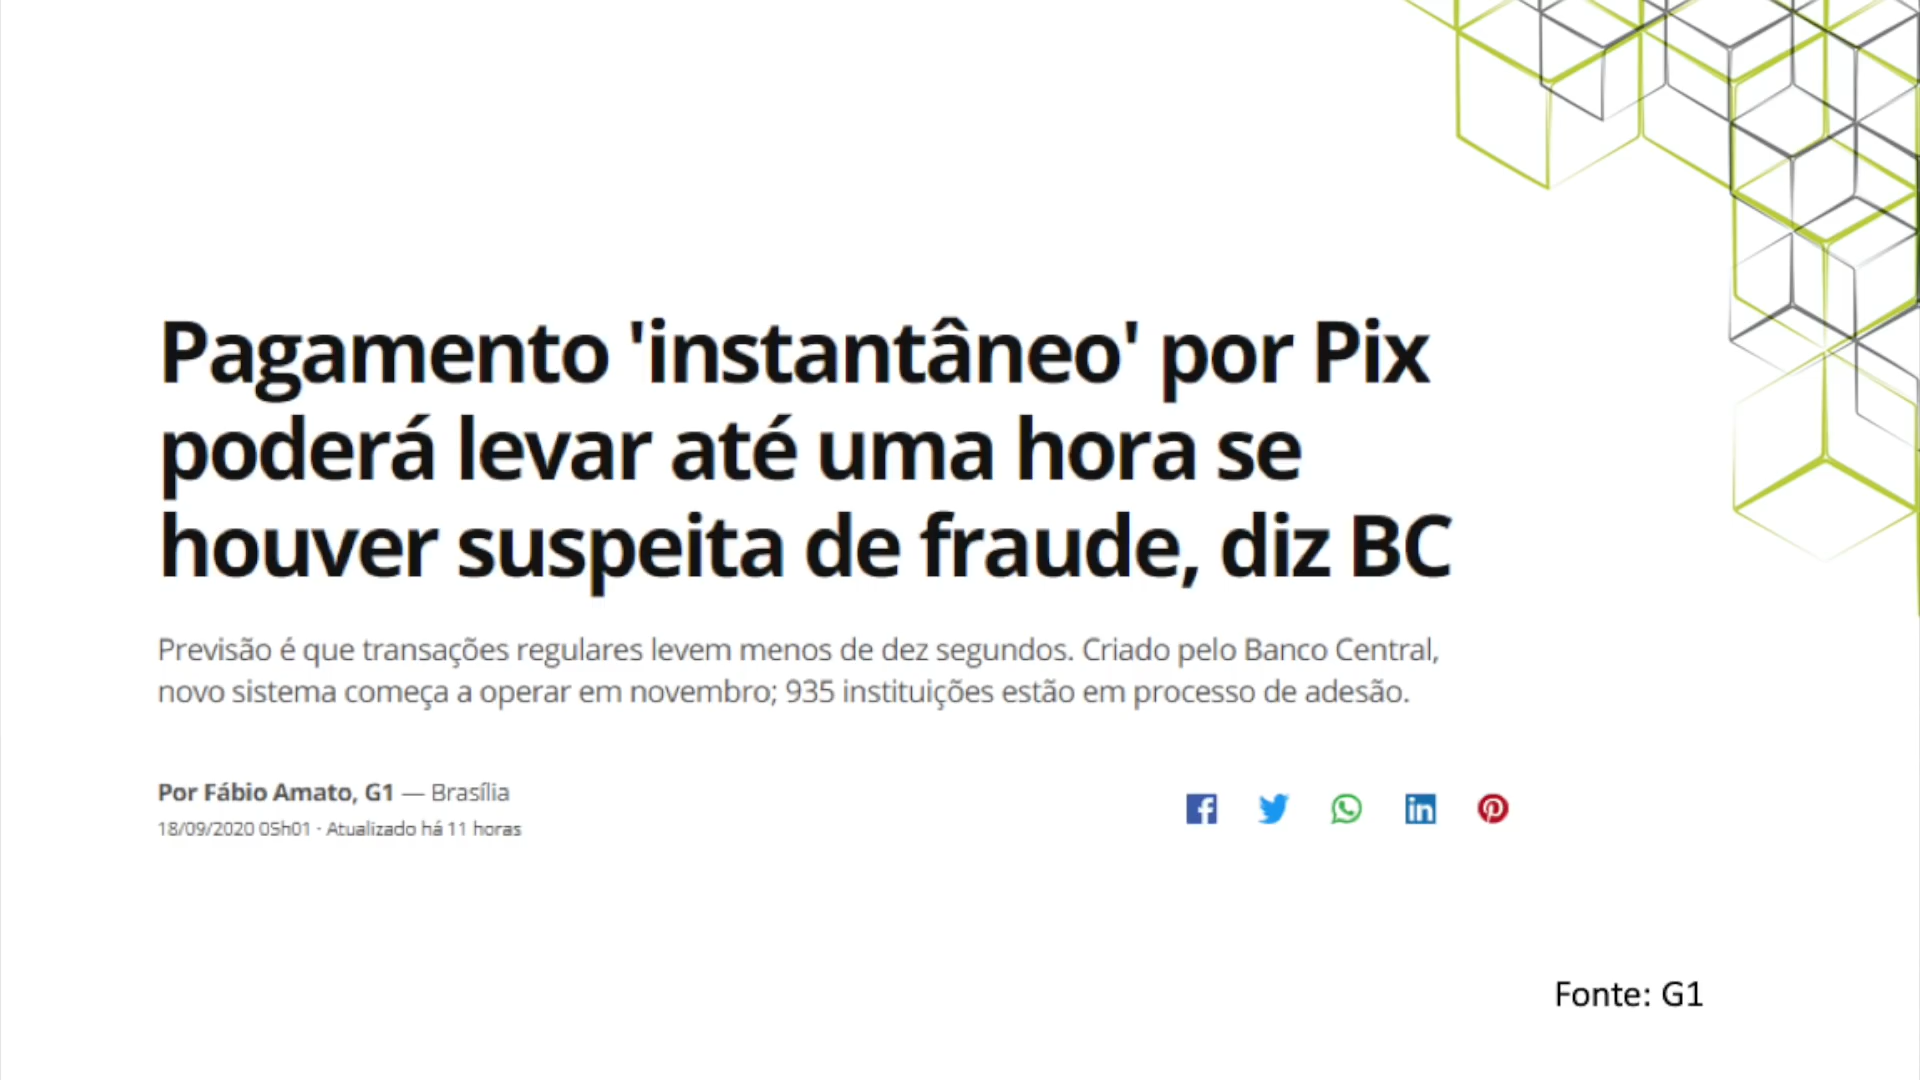 Pagamento 'instantâneo' por Pix
poderá levar até uma hora se
houver suspeita de fraude, diz BC
Previsão é que transações regulares levem menos de dez segundos. Criado pelo Banco Central,
novo sistema começa a operar em novembro; 935 instituições estão em processo de adesão.
Por Fábio Amato, G1 — Brasília
18/09/2020 05h01 · Atualizado há 11 horas
Fonte: G1